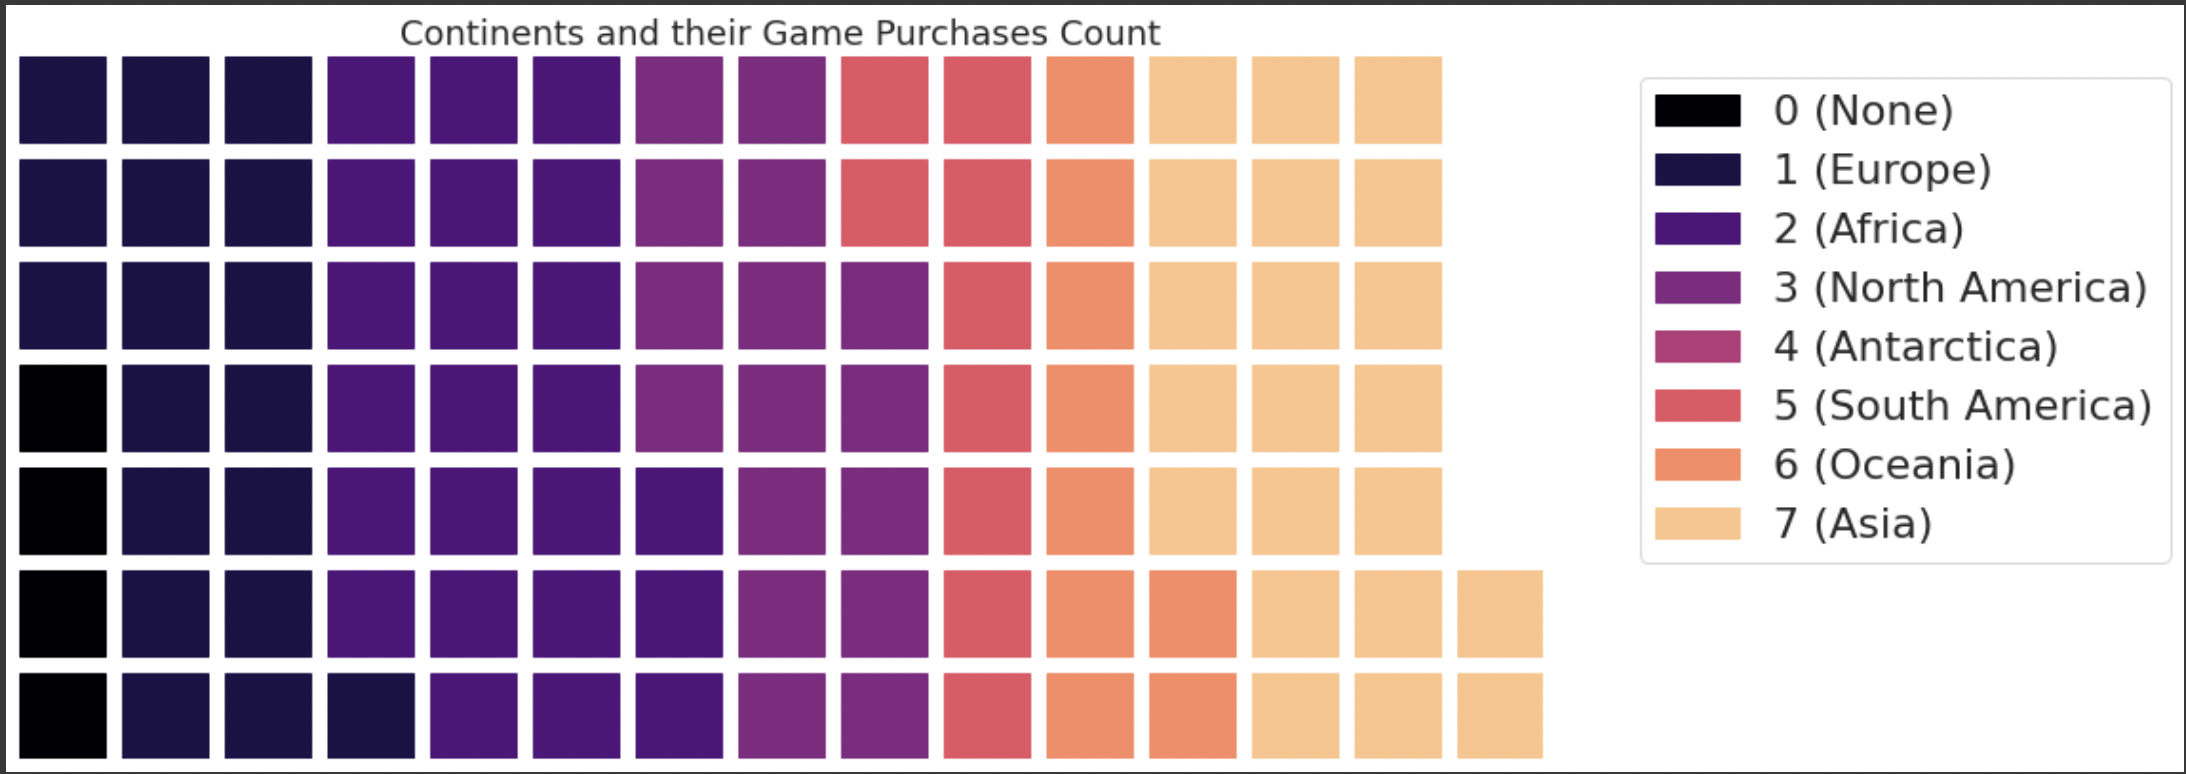 Continents and their Game Purchases Count
0 (None)
1 (Europe)
2 (Africa)
3 (North America)
4 (Antarctica)
5 (South America)
6 (Oceania)
7 (Asia)